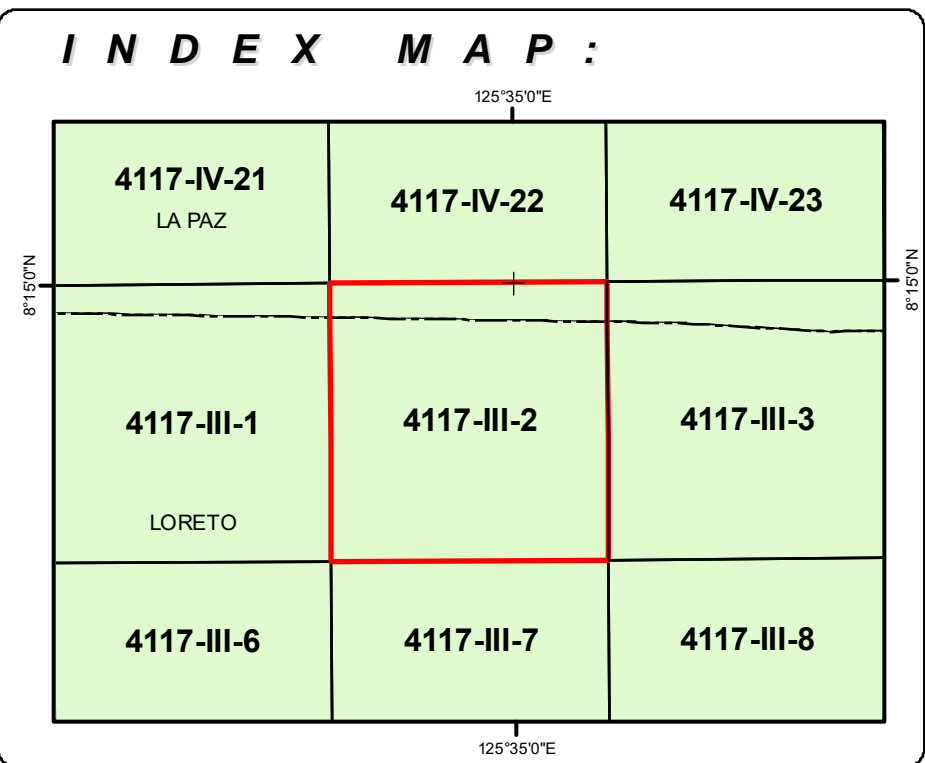 INDEX MAP:
125°35'0"E
4117-IV-21
LA PAZ
4117-IV-22
4117-IV-23
8°15'0"N
8°15'0"N
4117-III-1
4117-III-2
4117-III-3
LORETO
4117-III-6
4117-III-7
4117-III-8
125°35'0"E